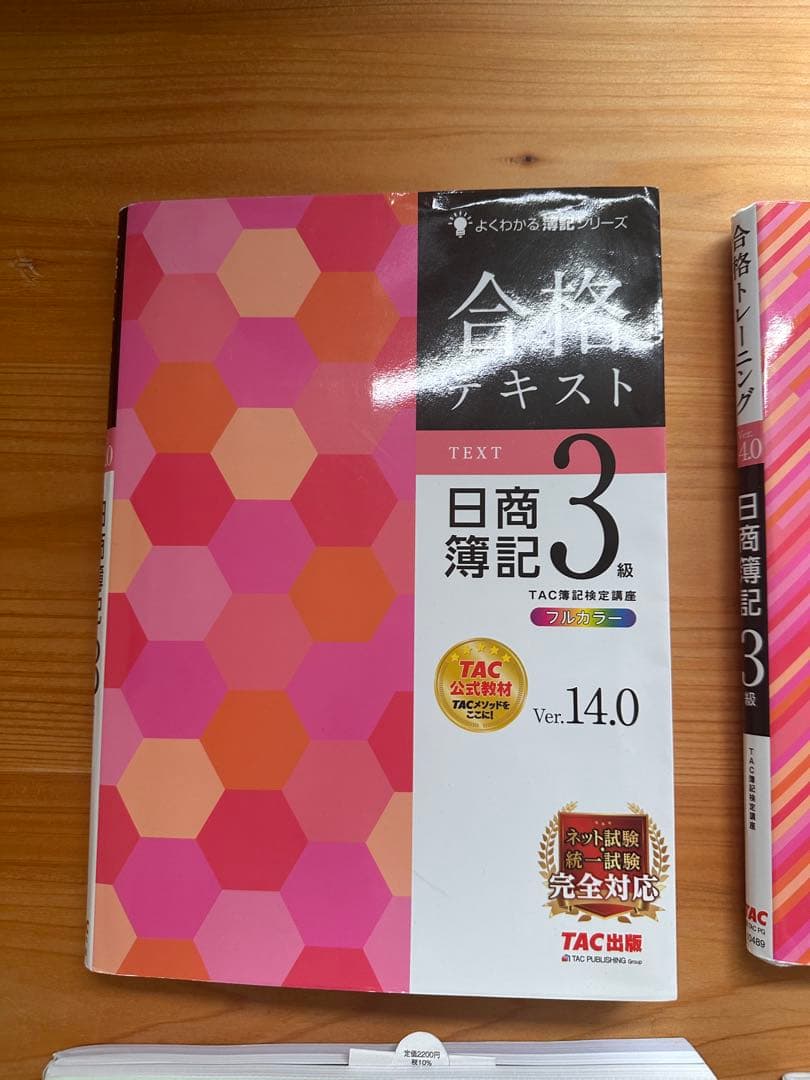 よくわかる簿記シリーズ
合格
テキスト
TEXT
日商
簿記
3
級
TAC簿記検定講座
フルカラー
TAC
公式教材
TACメソッドを
ここに!
Ver.14.0
ネット試験
統一試験
完全対応
TAC出版
TAC PUBLISHING Group
合格トレーニング
Ver.
14.0
日商簿記
3
級
TAC簿記検定講座
TAC
定価2200円
税10%